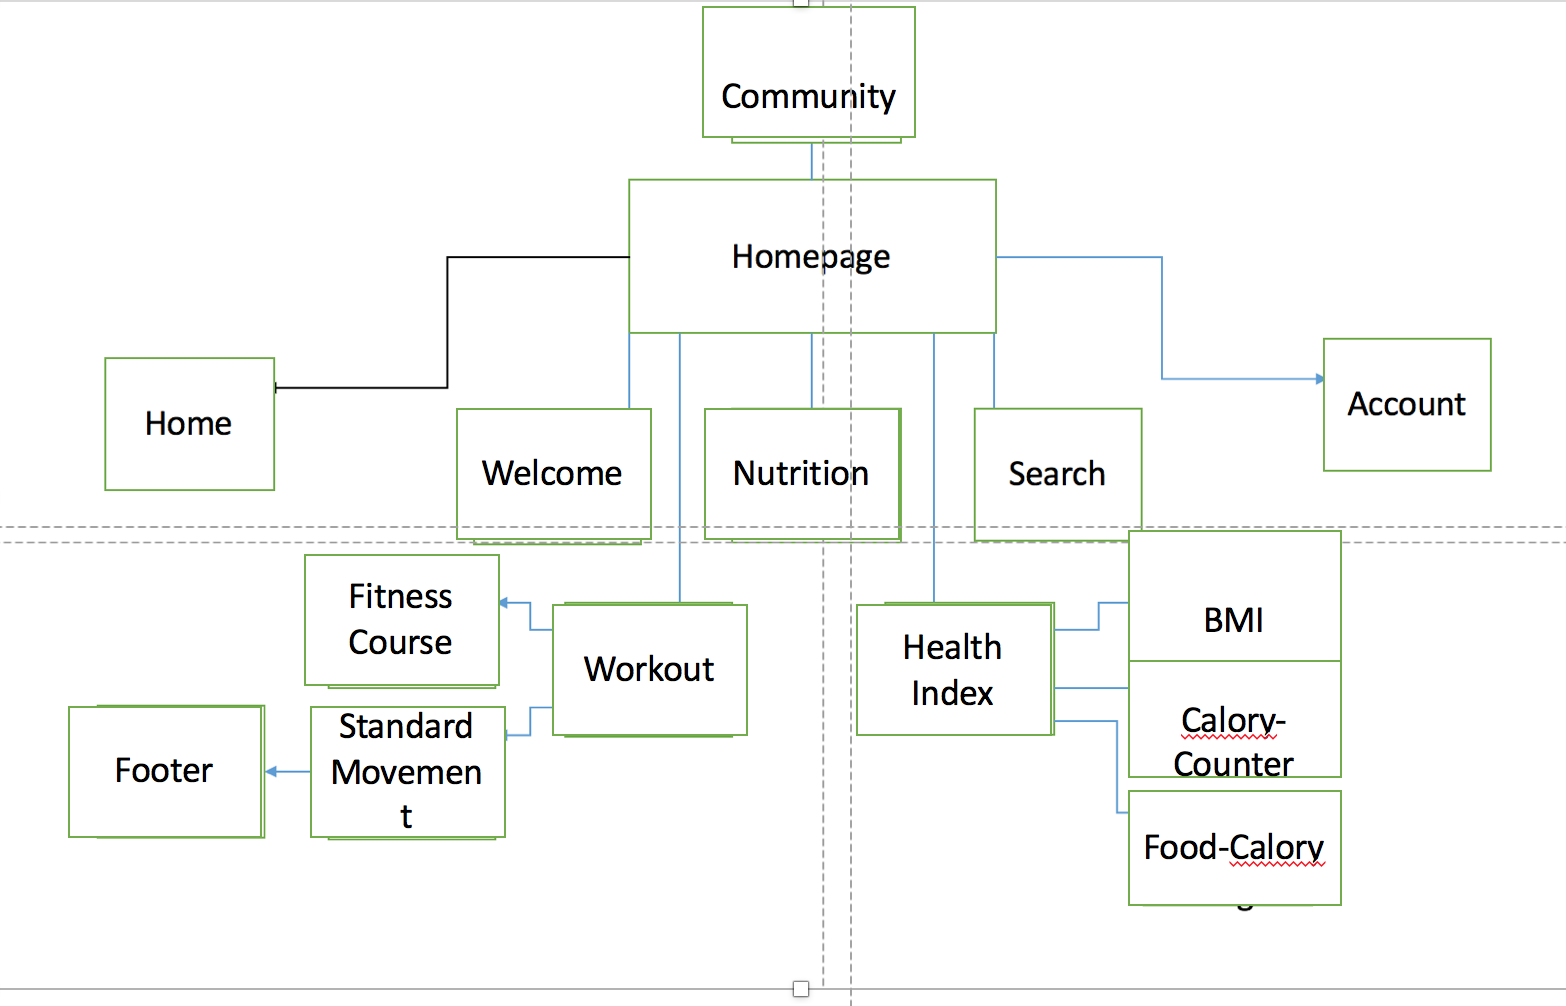 Community
Homepage
Home
Account
Welcome
Nutrition
Search
Fitness
Course
Workout
Health
Index
BMI
Calory-
Counter
Standard
Movemen
t
Footer
Food-Calory